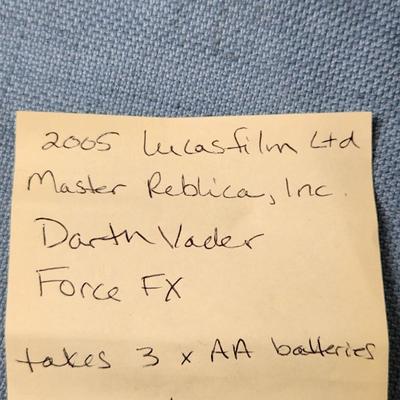 2005 Lucasfilm Ltd
Master Reblica, Inc.
Darth Vader
Force FX
takes 3 x AA batteries